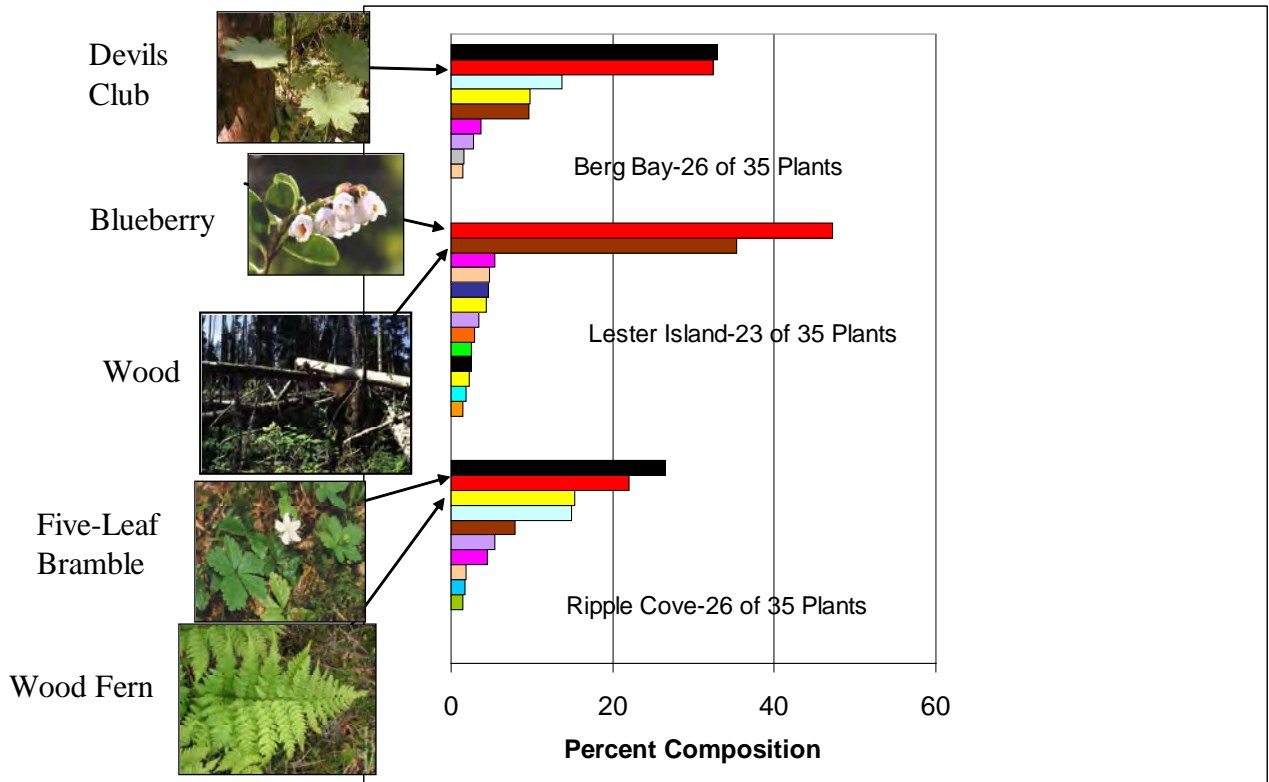 Devils
Club
Berg Bay-26 of 35 Plants
Blueberry
Lester Island-23 of 35 Plants
Wood
Five-Leaf
Bramble
Ripple Cove-26 of 35 Plants
Wood Fern
0 20 40 60
Percent Composition